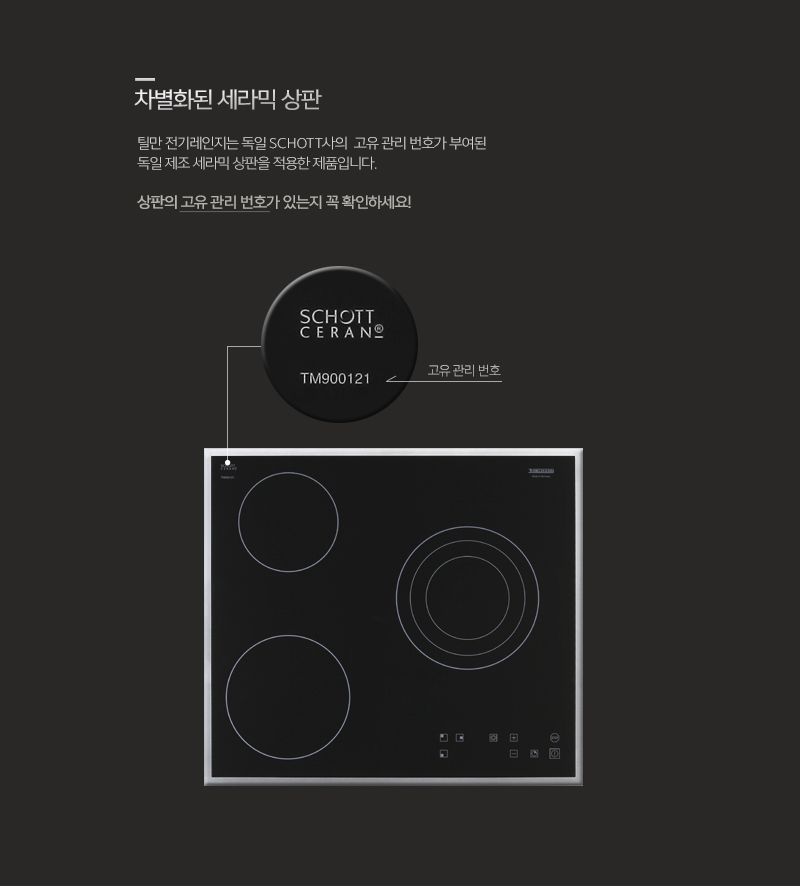 차별화된 세라믹 상판
틸만 전기레인지는 독일 SCHOTT사의 고유 관리 번호가 부여된
독일 제조 세라믹 상판을 적용한 제품입니다.
상판의 고유 관리 번호가 있는지 꼭 확인하세요!
SCHOTT
CERAN®
TM900121
고유 관리 번호